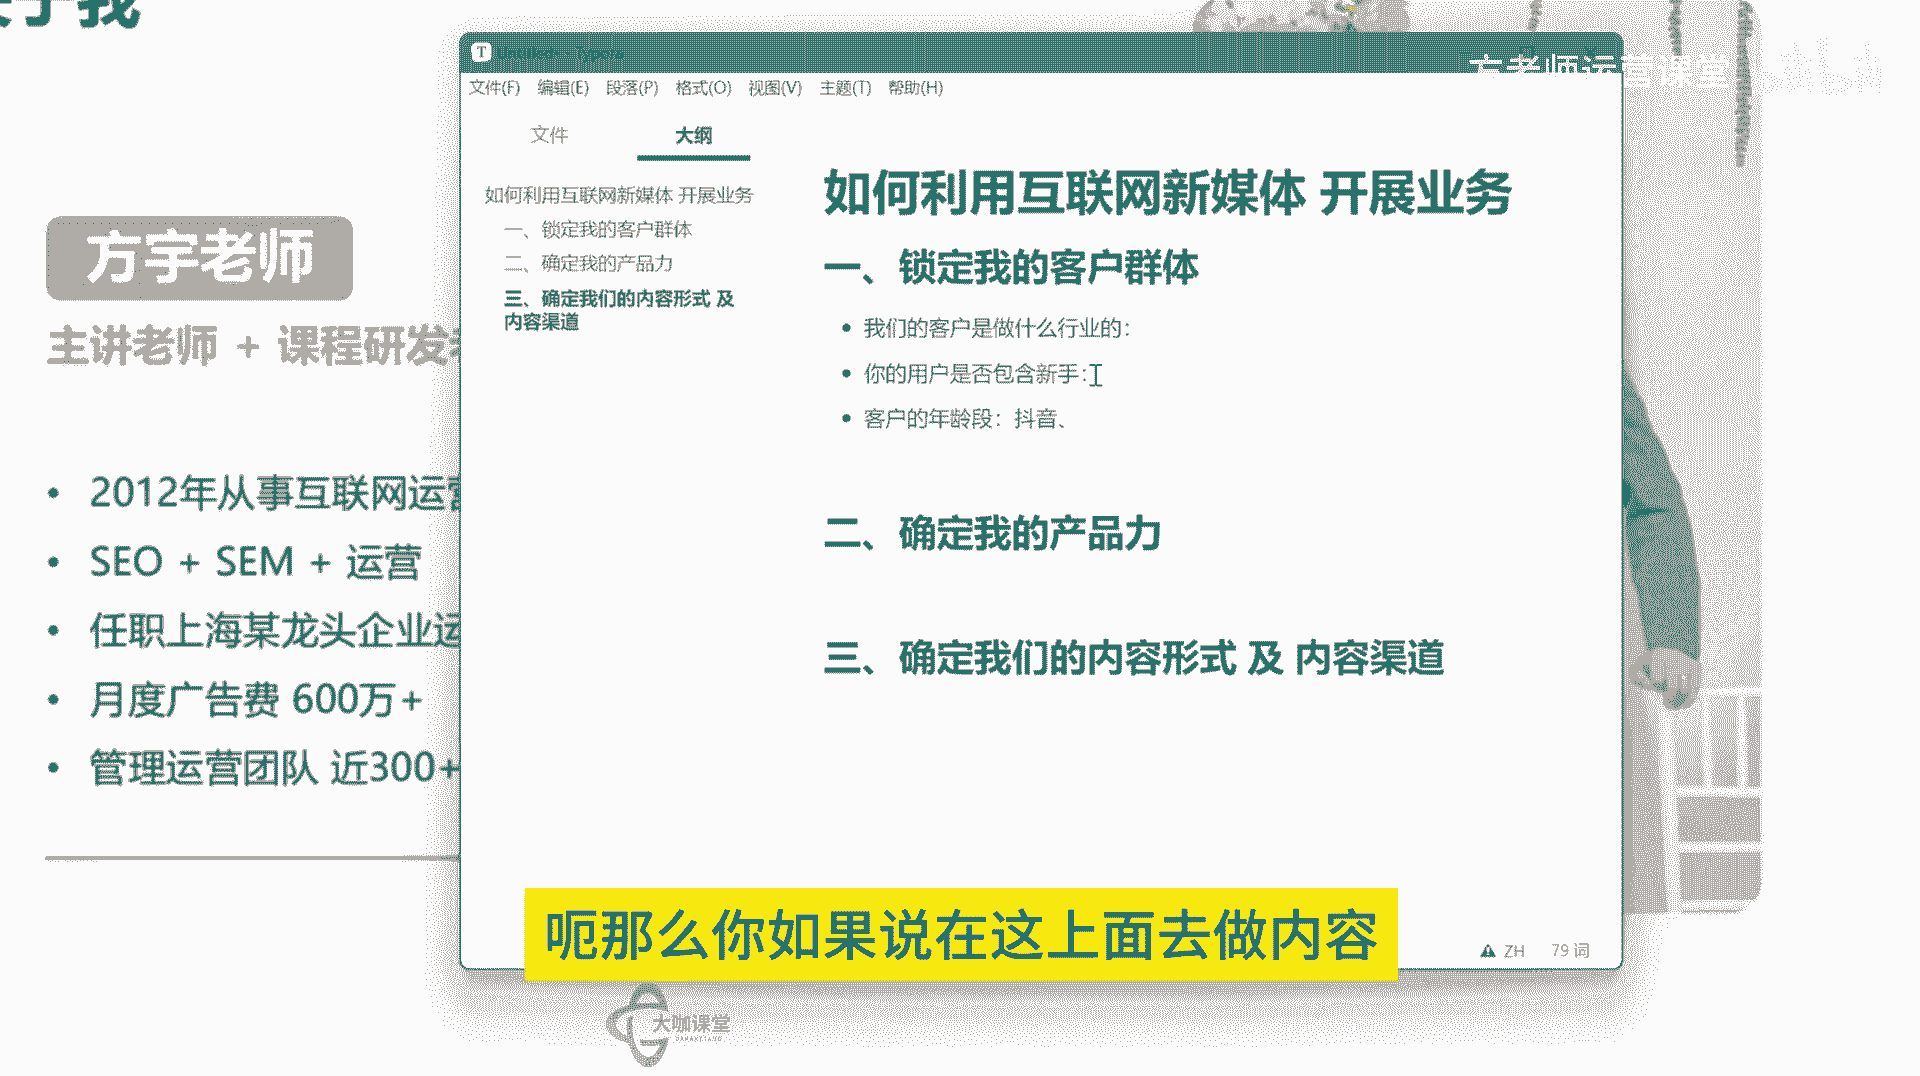 方老师运营课堂
文件(F) 编辑(E) 段落(P) 格式(O) 视图(V) 主题(T) 帮助(H)
文件 大纲
如何利用互联网新媒体 开展业务
一、锁定我的客户群体
二、确定我的产品力
三、确定我们的内容形式 及
内容渠道
如何利用互联网新媒体 开展业务
一、锁定我的客户群体
我们的客户是做什么行业的：
你的用户是否包含新手：
客户的年龄段：抖音、
二、确定我的产品力
三、确定我们的内容形式 及 内容渠道
ZH 79 词
方宇老师
主讲老师 + 课程研发
• 2012年从事互联网运营
• SEO + SEM + 运营
• 任职上海某龙头企业运
• 月度广告费 600万+
• 管理运营团队 近300+
呃那么你如果说在这上面去做内容
大咖课堂